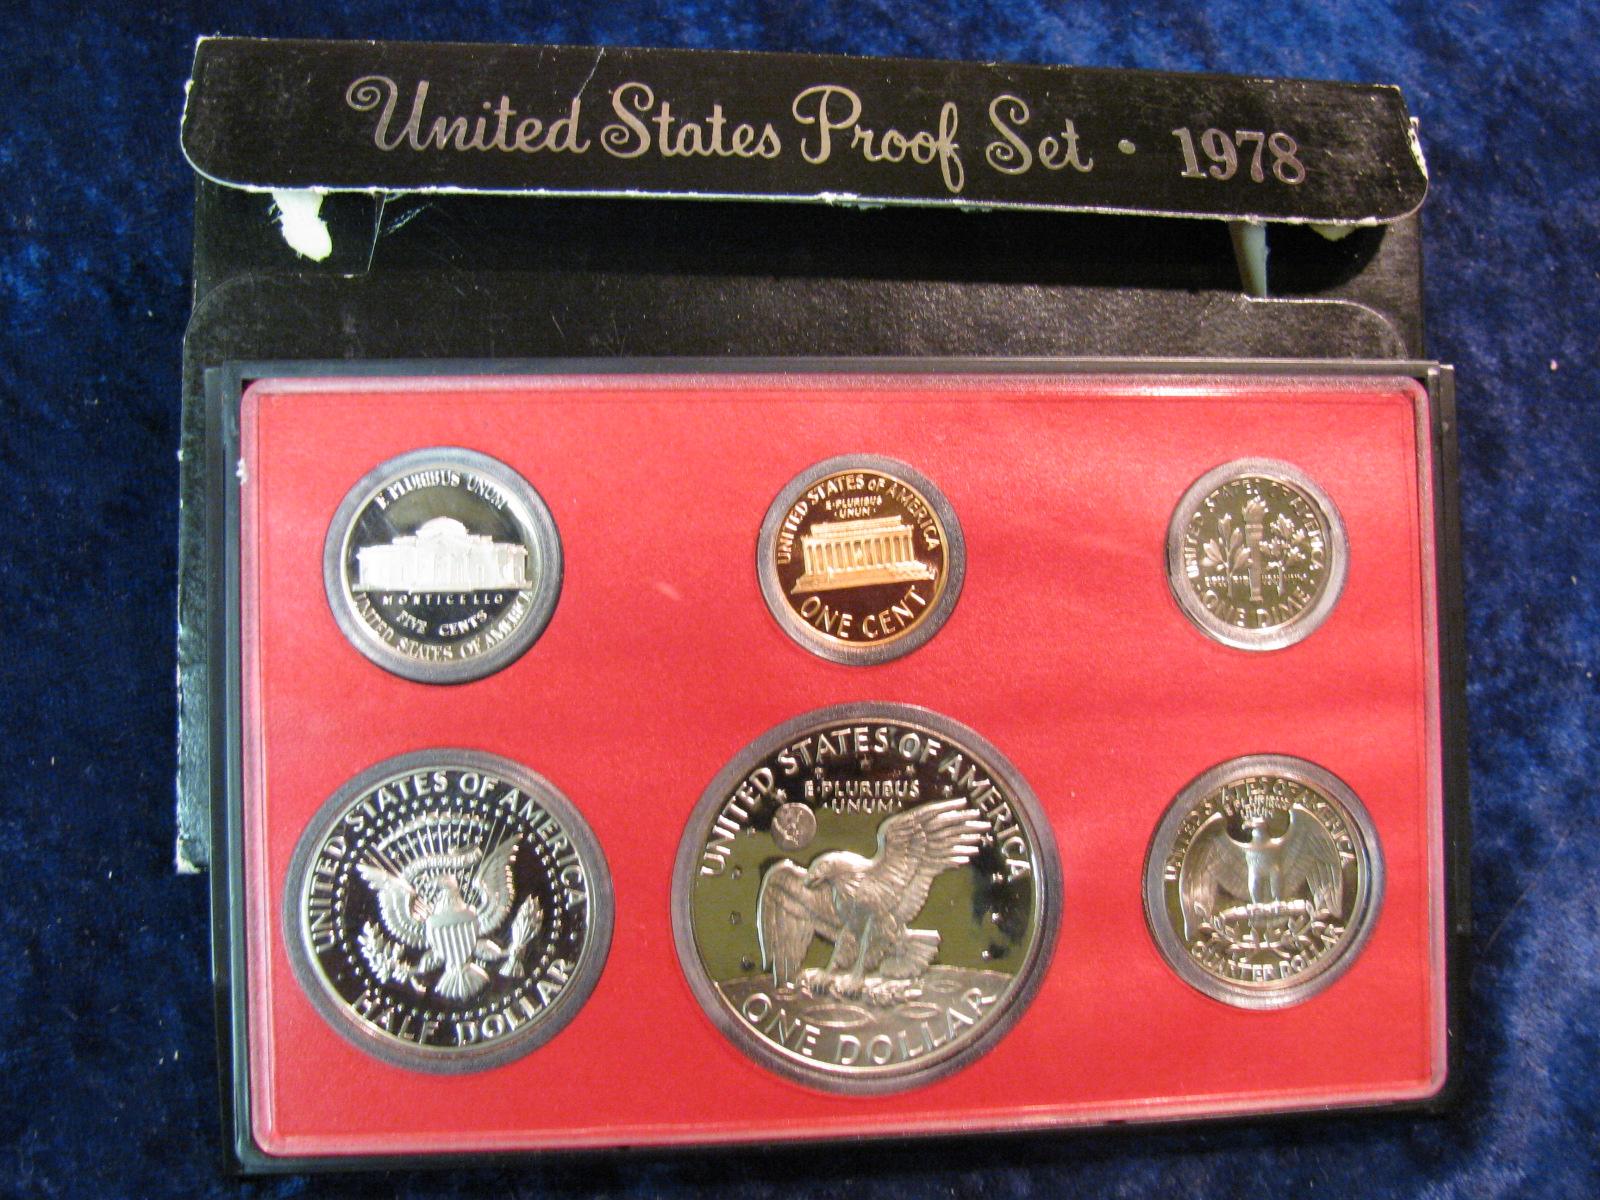 United States Proof Set · 1978
E PLURIBUS UNUM
MONTICELLO
FIVE CENTS
UNITED STATES OF AMERICA
UNITED STATES OF AMERICA
E·PLURIBUS
·UNUM·
ONE CENT
UNITED STATES OF AMERICA
ONE DIME
UNITED STATES OF AMERICA
HALF DOLLAR
UNITED STATES OF AMERICA
E·PLURIBUS
·UNUM·
ONE DOLLAR
UNITED STATES OF AMERICA
E PLURIBUS
UNUM
QUARTER DOLLAR